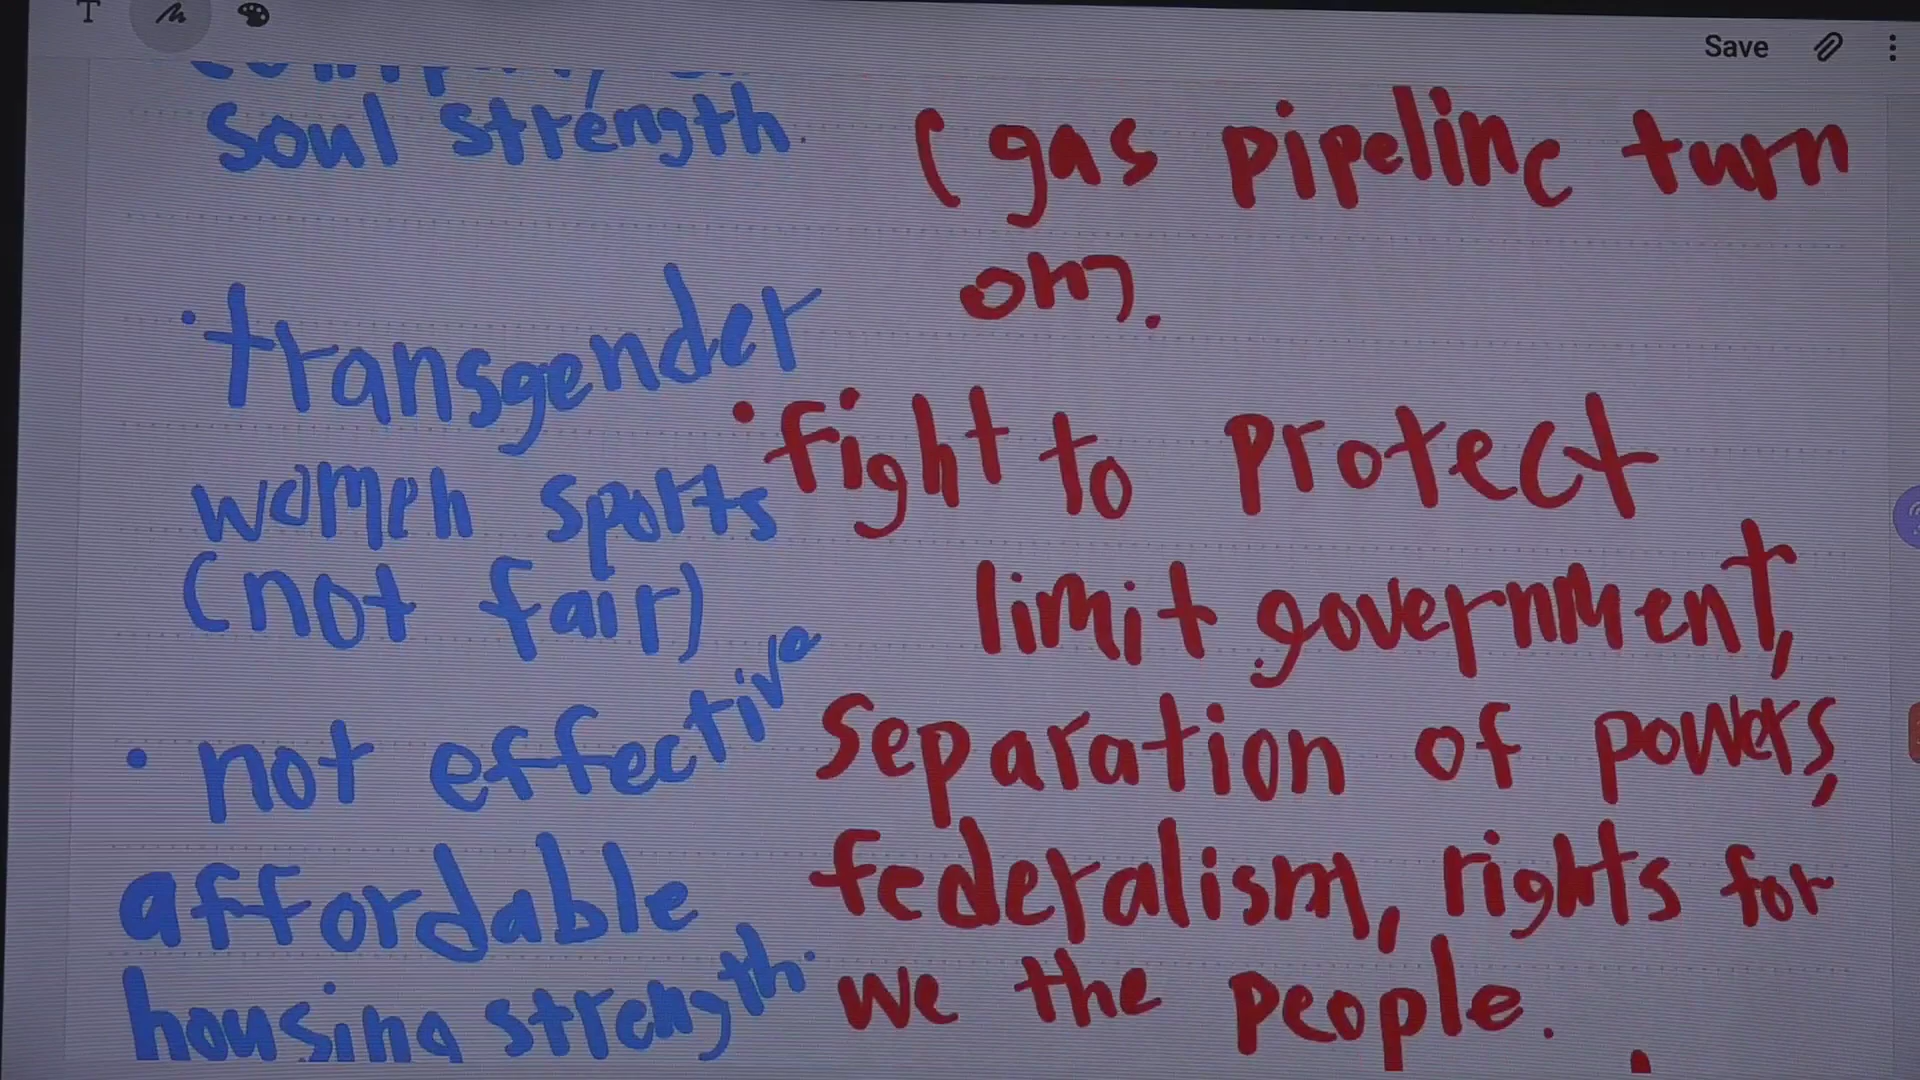 T
Save
soul strength.
• transgender
women sports
(not fair)
• not effective
affordable
housing strength.
(gas pipeline turn
on).
• fight to protect
limit government,
separation of powers,
federalism, rights for
we the people.